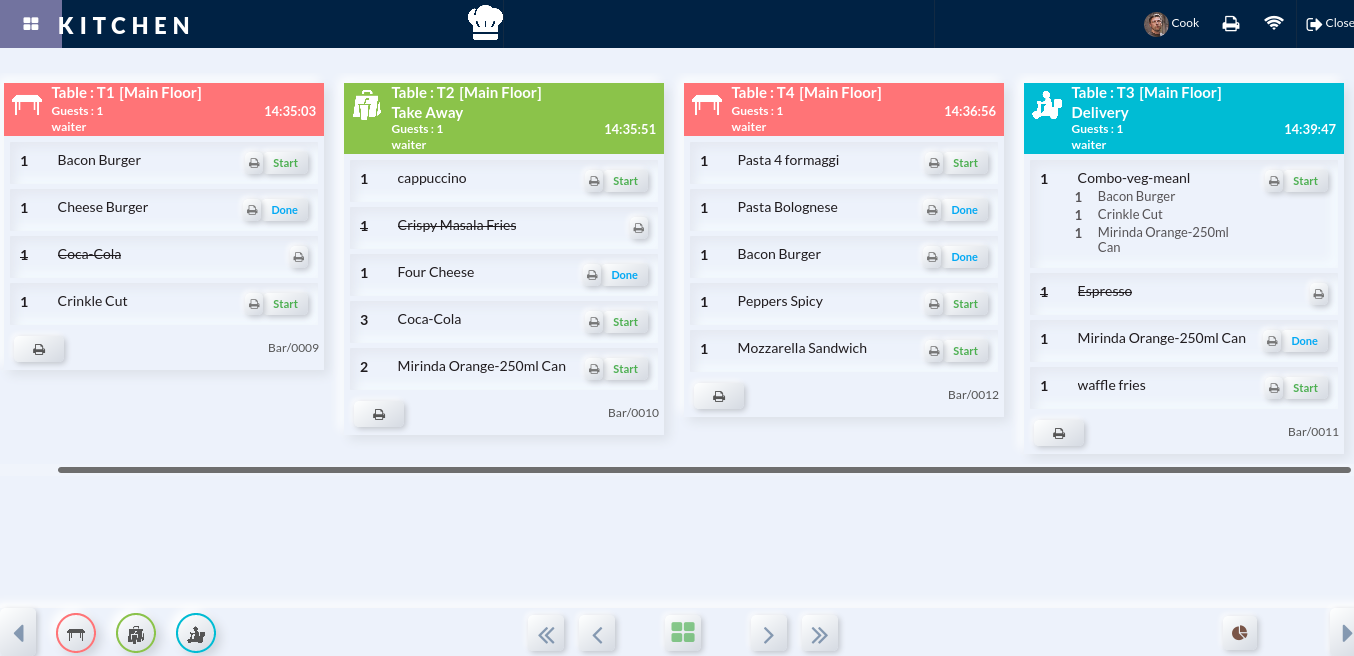 KITCHEN
Cook
Close
Table : T1 [Main Floor]
Guests : 1
14:35:03
waiter
1 Bacon Burger Start
1 Cheese Burger Done
1 Coca-Cola
1 Crinkle Cut Start
Bar/0009
Table : T2 [Main Floor]
Take Away
Guests : 1
14:35:51
waiter
1 cappuccino Start
1 Crispy Masala Fries
1 Four Cheese Done
3 Coca-Cola Start
2 Mirinda Orange-250ml Can Start
Bar/0010
Table : T4 [Main Floor]
Guests : 1
14:36:56
waiter
1 Pasta 4 formaggi Start
1 Pasta Bolognese Done
1 Bacon Burger Done
1 Peppers Spicy Start
1 Mozzarella Sandwich Start
Bar/0012
Table : T3 [Main Floor]
Delivery
Guests : 1
14:39:47
waiter
1 Combo-veg-meanl Start
1 Bacon Burger
1 Crinkle Cut
1 Mirinda Orange-250ml
Can
1 Espresso
1 Mirinda Orange-250ml Can Done
1 waffle fries Start
Bar/0011